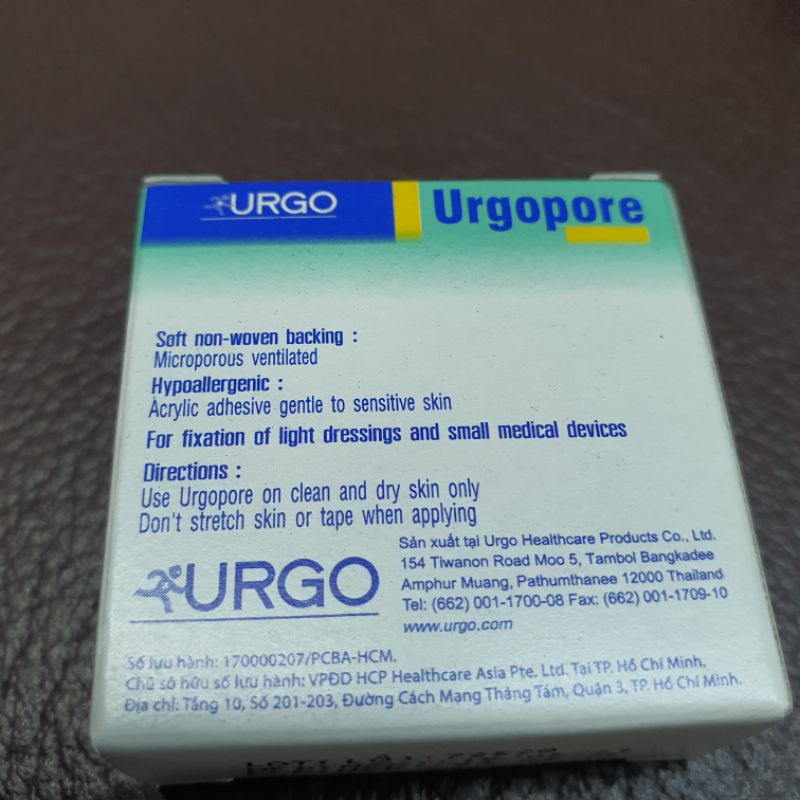 URGO
Urgopore
Soft non-woven backing :
Microporous ventilated
Hypoallergenic :
Acrylic adhesive gentle to sensitive skin
For fixation of light dressings and small medical devices
Directions :
Use Urgopore on clean and dry skin only
Don't stretch skin or tape when applying
URGO
Sản xuất tại Urgo Healthcare Products Co., Ltd.
154 Tiwanon Road Moo 5, Tambol Bangkadee
Amphur Muang, Pathumthanee 12000 Thailand
Tel: (662) 001-1700-08 Fax: (662) 001-1709-10
www.urgo.com
Số lưu hành: 170000207/PCBA-HCM.
Chủ sở hữu số lưu hành: VPĐD HCP Healthcare Asia Pte. Ltd. Tại TP. Hồ Chí Minh.
Địa chỉ: Tầng 10, Số 201-203, Đường Cách Mạng Tháng Tám, Quận 3, TP. Hồ Chí Minh.